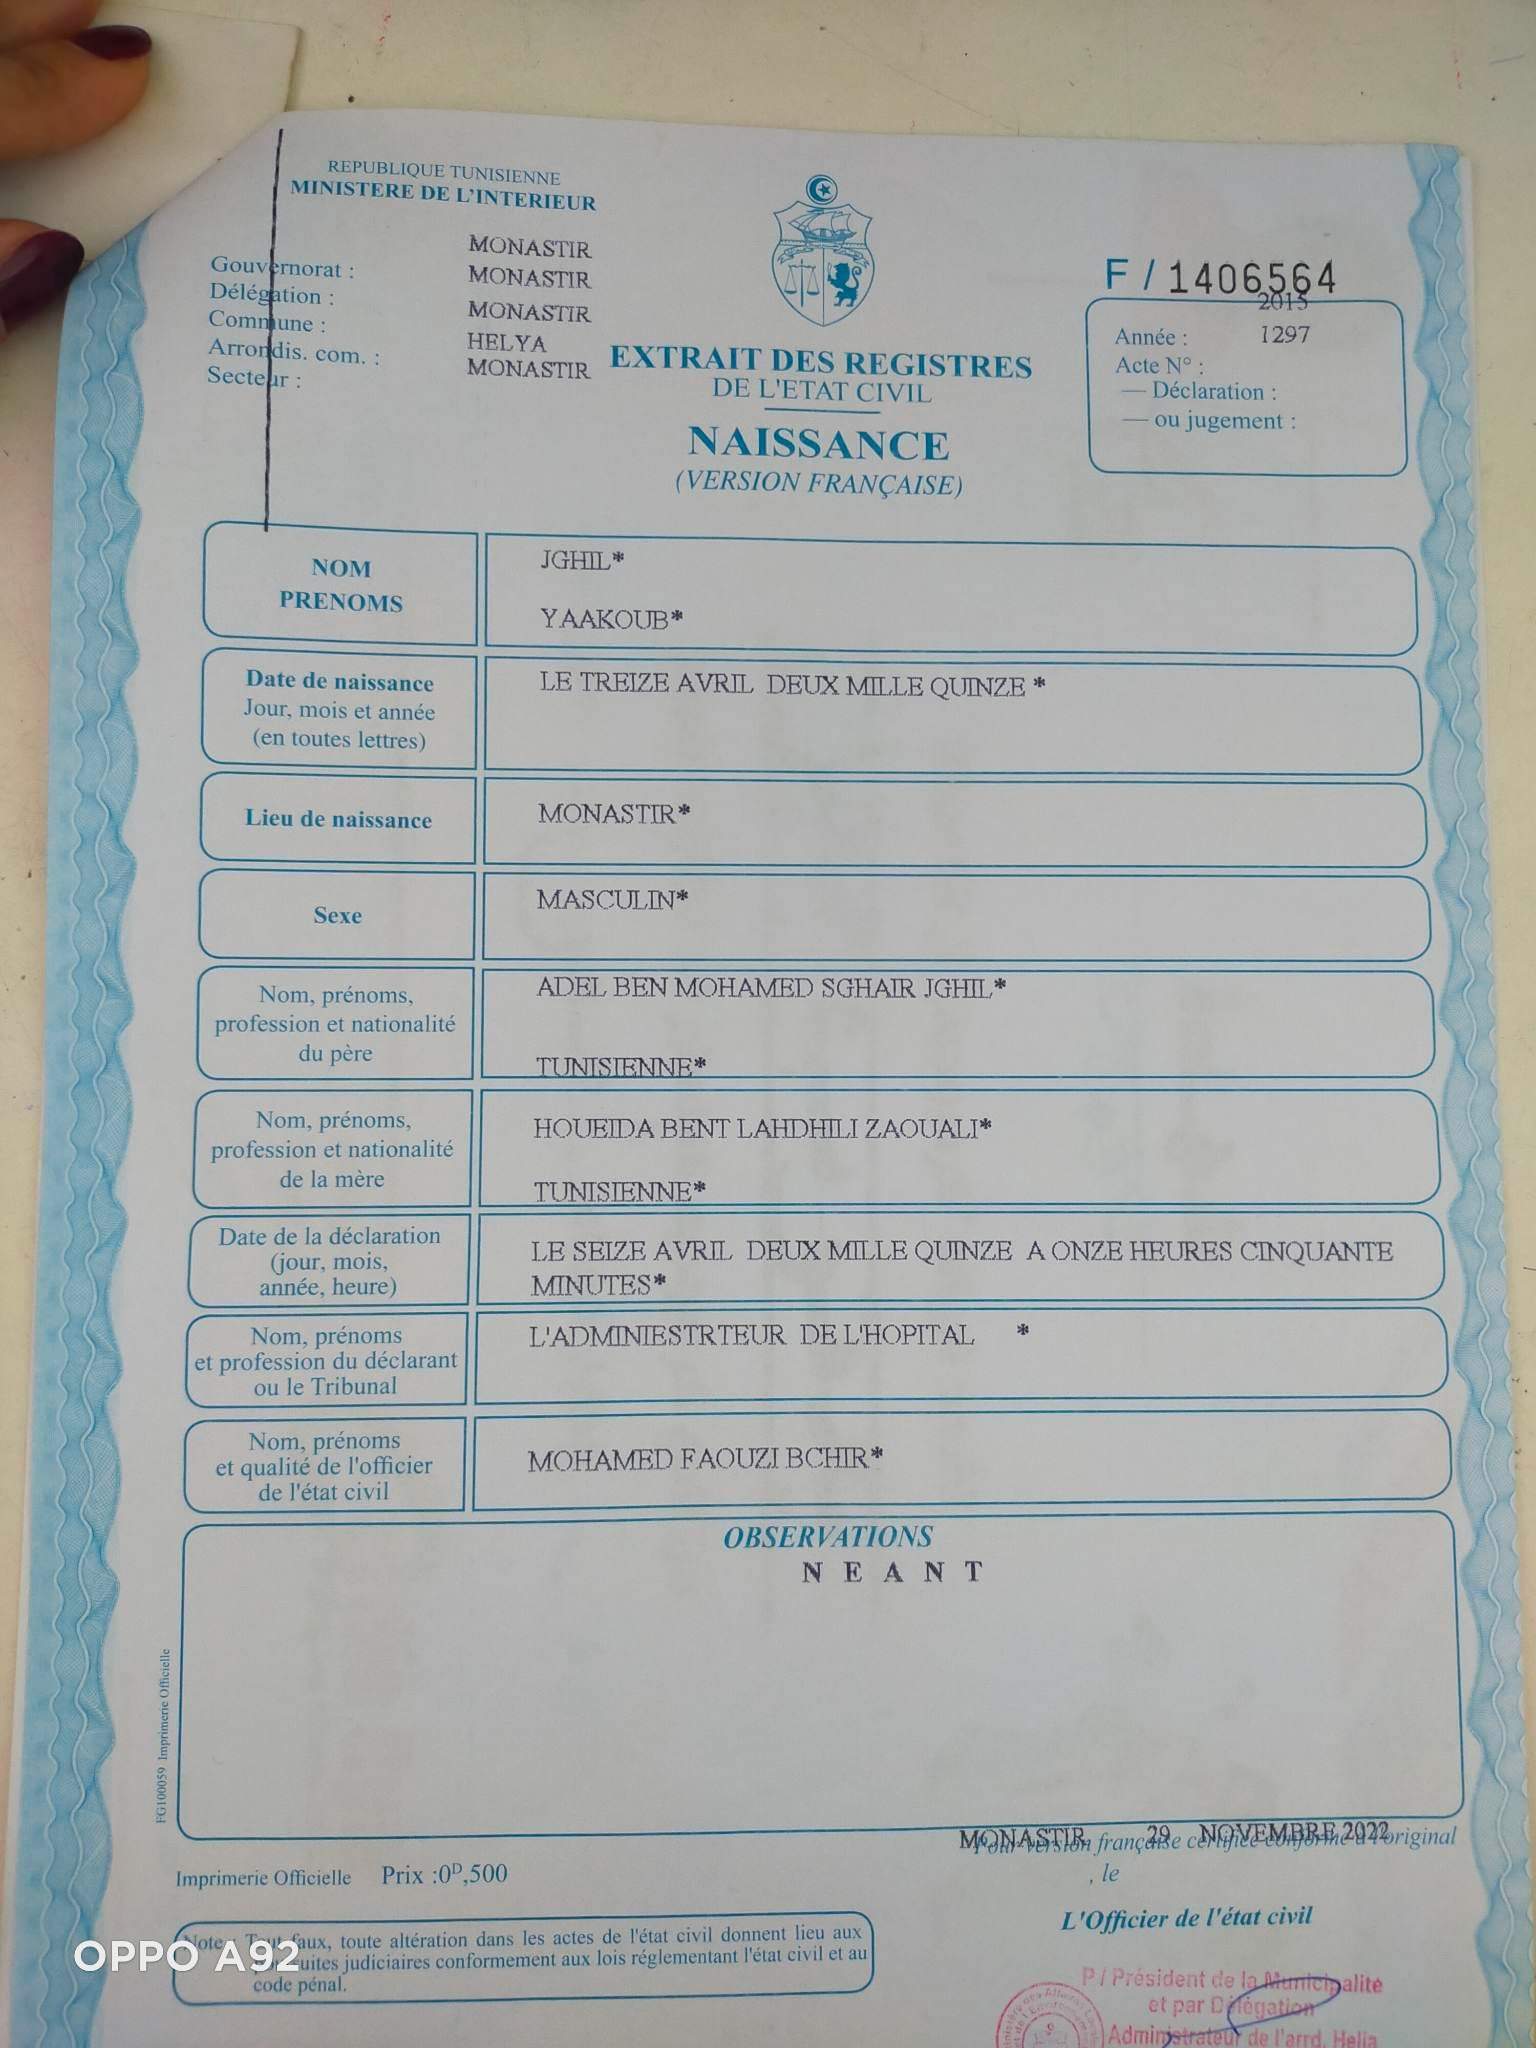 REPUBLIQUE TUNISIENNE
MINISTERE DE L'INTERIEUR
Gouvernorat : MONASTIR
Délégation : MONASTIR
Commune : MONASTIR
Arrondis. com. : HELYA
Secteur : MONASTIR
EXTRAIT DES REGISTRES
DE L'ETAT CIVIL
NAISSANCE
(VERSION FRANÇAISE)
F / 1406564
2015
Année : 1297
Acte N° :
— Déclaration :
— ou jugement :
NOM
PRENOMS
JGHIL*
YAAKOUB*
Date de naissance
Jour, mois et année
(en toutes lettres)
LE TREIZE AVRIL DEUX MILLE QUINZE *
Lieu de naissance
MONASTIR*
Sexe
MASCULIN*
Nom, prénoms,
profession et nationalité
du père
ADEL BEN MOHAMED SGHAIR JGHIL*
TUNISIENNE*
Nom, prénoms,
profession et nationalité
de la mère
HOUEIDA BENT LAHDHILI ZAOUALI*
TUNISIENNE*
Date de la déclaration
(jour, mois,
année, heure)
LE SEIZE AVRIL DEUX MILLE QUINZE A ONZE HEURES CINQUANTE
MINUTES*
Nom, prénoms
et profession du déclarant
ou le Tribunal
L'ADMINIESTRTEUR DE L'HOPITAL *
Nom, prénoms
et qualité de l'officier
de l'état civil
MOHAMED FAOUZI BCHIR*
OBSERVATIONS
N E A N T
FG100059 Imprimerie Officielle
MONASTIR 29 NOVEMBRE 2022
Pour version française certifiée conforme à l'original
, le
Imprimerie Officielle Prix :0D,500
L'Officier de l'état civil
Note Tout faux, toute altération dans les actes de l'état civil donnent lieu aux
poursuites judiciaires conformement aux lois réglementant l'état civil et au
code pénal.
OPPO A92
P / Président de la Municipalité
et par Délégation
Administrateur de l'arrd. Helia